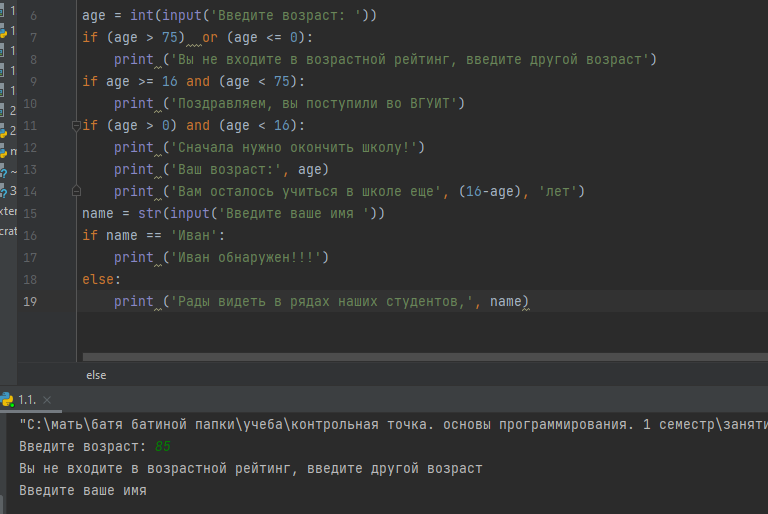 6 age = int(input('Введите возраст: '))
7 if (age > 75) or (age <= 0):
8 print ('Вы не входите в возрастной рейтинг, введите другой возраст')
9 if age >= 16 and (age < 75):
10 print ('Поздравляем, вы поступили во ВГУИТ')
11 if (age > 0) and (age < 16):
12 print ('Сначала нужно окончить школу!')
13 print ('Ваш возраст:', age)
14 print ('Вам осталось учиться в школе еще', (16-age), 'лет')
15 name = str(input('Введите ваше имя '))
16 if name == 'Иван':
17 print ('Иван обнаружен!!!')
18 else:
19 print ('Рады видеть в рядах наших студентов,', name)
else
1.1.
"C:\мать\батя батиной папки\учеба\контрольная точка. основы программирования. 1 семестр\заняти
Введите возраст: 85
Вы не входите в возрастной рейтинг, введите другой возраст
Введите ваше имя